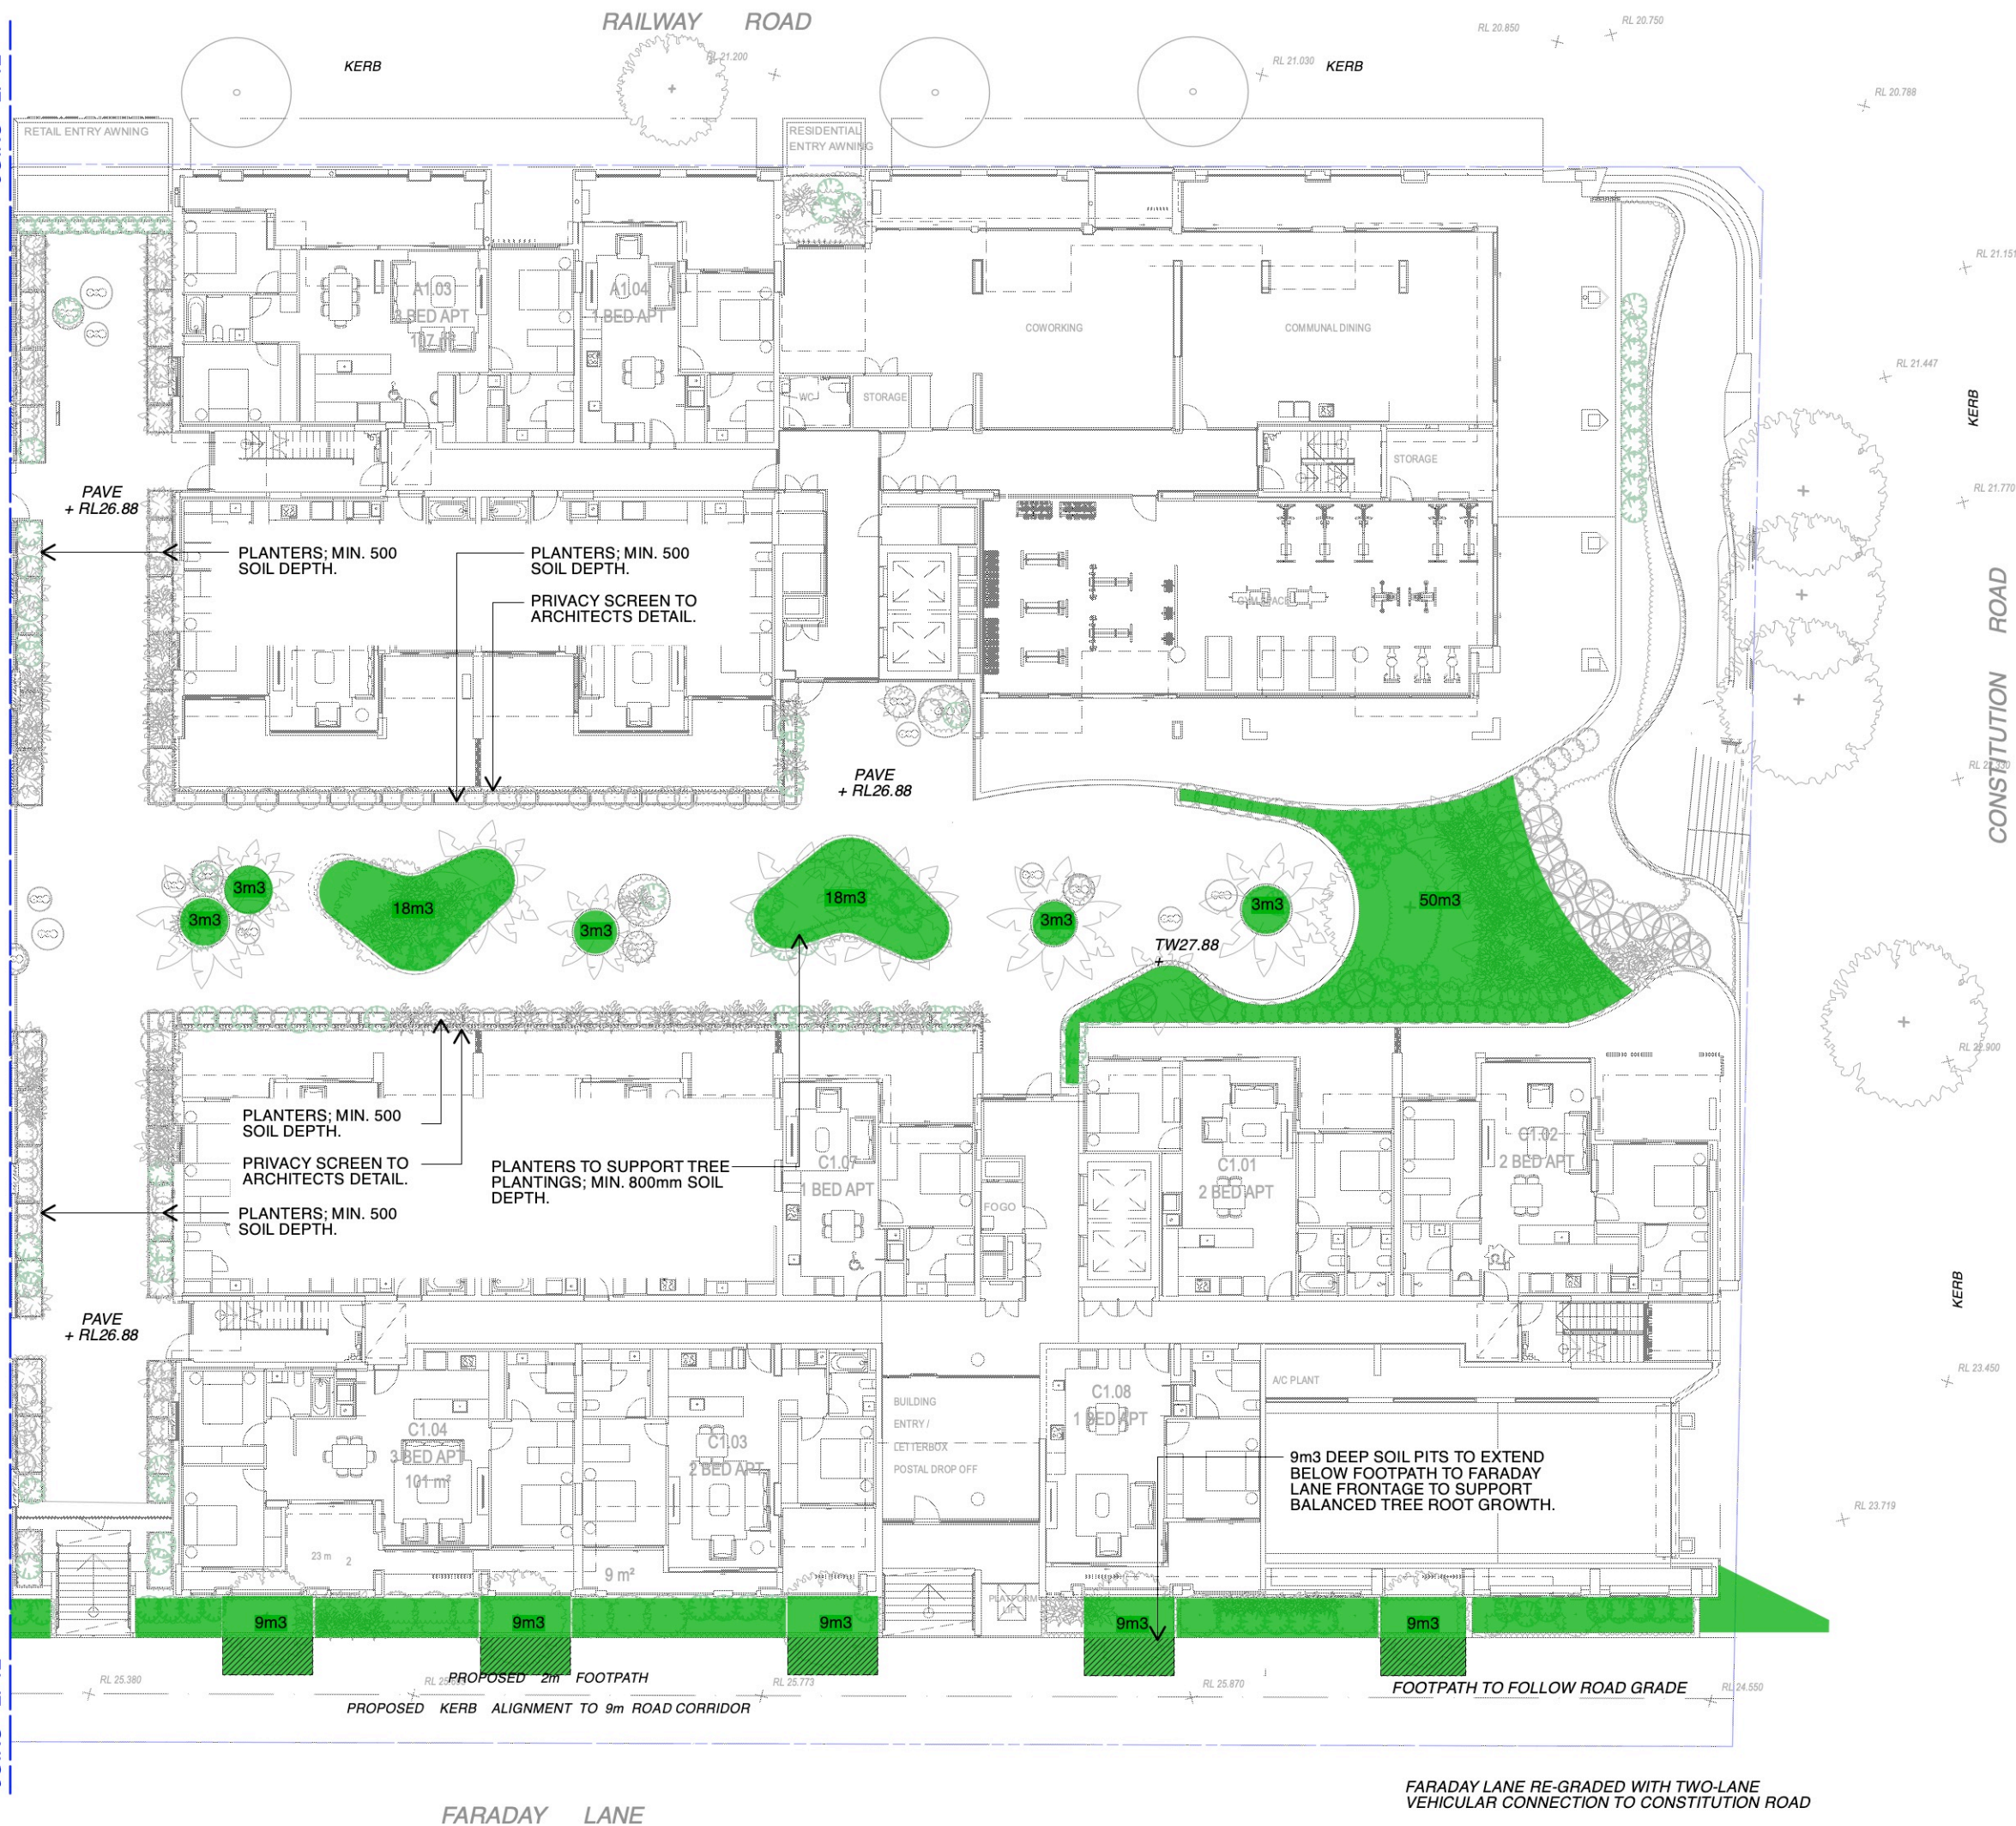 RAILWAY ROAD
RL 20.750
RL 20.850
KERB
RL 21.200
RL 21.030
KERB
RL 20.788
RETAIL ENTRY AWNING
RESIDENTIAL
ENTRY AWNING
RL 21.151
A1.03
3 BED APT
107 m²
A1.04
1 BED APT
COWORKING
COMMUNAL DINING
RL 21.447
KERB
WC
STORAGE
STORAGE
RL 21.770
PAVE
+ RL26.88
PLANTERS; MIN. 500
SOIL DEPTH.
PLANTERS; MIN. 500
SOIL DEPTH.
PRIVACY SCREEN TO
ARCHITECTS DETAIL.
GYM SPACE
CONSTITUTION ROAD
PAVE
+ RL26.88
3m3
3m3
18m3
3m3
18m3
3m3
3m3
50m3
TW27.88
+
RL 22.900
PLANTERS; MIN. 500
SOIL DEPTH.
PRIVACY SCREEN TO
ARCHITECTS DETAIL.
PLANTERS; MIN. 500
SOIL DEPTH.
PLANTERS TO SUPPORT TREE
PLANTINGS; MIN. 800mm SOIL
DEPTH.
C1.07
1 BED APT
FOGO
C1.01
2 BED APT
C1.02
2 BED APT
KERB
PAVE
+ RL26.88
RL 23.450
C1.04
3 BED APT
101 m²
C1.03
2 BED APT
BUILDING
ENTRY /
LETTERBOX
POSTAL DROP OFF
C1.08
1 BED APT
A/C PLANT
9m3 DEEP SOIL PITS TO EXTEND
BELOW FOOTPATH TO FARADAY
LANE FRONTAGE TO SUPPORT
BALANCED TREE ROOT GROWTH.
RL 23.719
23 m 2
9 m²
PLATFORM
LIFT
9m3
9m3
9m3
9m3
9m3
RL 25.380
PROPOSED 2m FOOTPATH
RL 25.773
RL 25.870
FOOTPATH TO FOLLOW ROAD GRADE
RL 24.550
PROPOSED KERB ALIGNMENT TO 9m ROAD CORRIDOR
FARADAY LANE RE-GRADED WITH TWO-LANE
VEHICULAR CONNECTION TO CONSTITUTION ROAD
FARADAY LANE